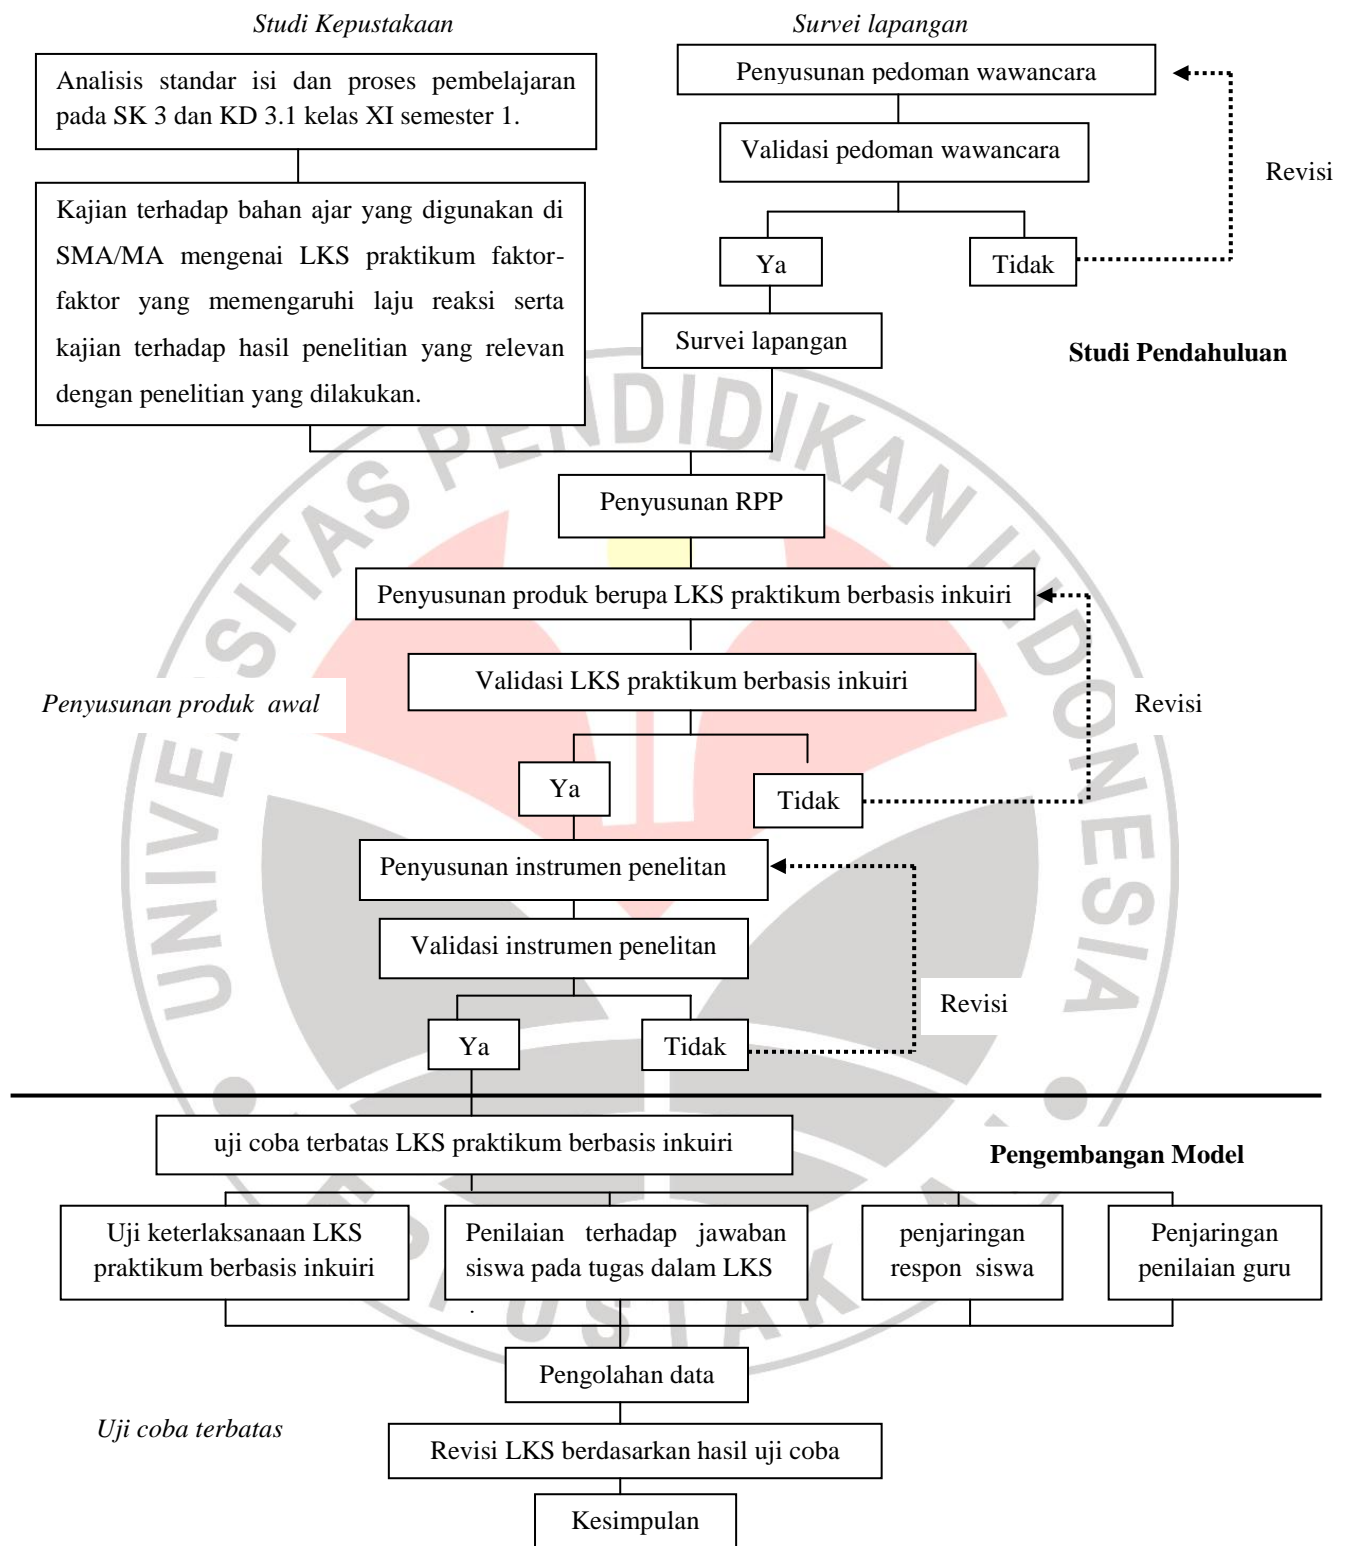 Studi Kepustakaan
Survei lapangan
Analisis standar isi dan proses pembelajaran
pada SK 3 dan KD 3.1 kelas XI semester 1.
Penyusunan pedoman wawancara
Validasi pedoman wawancara
Revisi
Kajian terhadap bahan ajar yang digunakan di
SMA/MA mengenai LKS praktikum faktor-
faktor yang memengaruhi laju reaksi serta
kajian terhadap hasil penelitian yang relevan
dengan penelitian yang dilakukan.
Ya
Tidak
Survei lapangan
Studi Pendahuluan
Penyusunan RPP
Penyusunan produk berupa LKS praktikum berbasis inkuiri
Validasi LKS praktikum berbasis inkuiri
Penyusunan produk awal
Revisi
Ya
Tidak
Penyusunan instrumen penelitan
Validasi instrumen penelitan
Revisi
Ya
Tidak
uji coba terbatas LKS praktikum berbasis inkuiri
Pengembangan Model
Uji keterlaksanaan LKS
praktikum berbasis inkuiri
Penilaian terhadap jawaban
siswa pada tugas dalam LKS
.
penjaringan
respon siswa
Penjaringan
penilaian guru
Pengolahan data
Uji coba terbatas
Revisi LKS berdasarkan hasil uji coba
Kesimpulan
UNIVERSITAS PENDIDIKAN INDONESIA